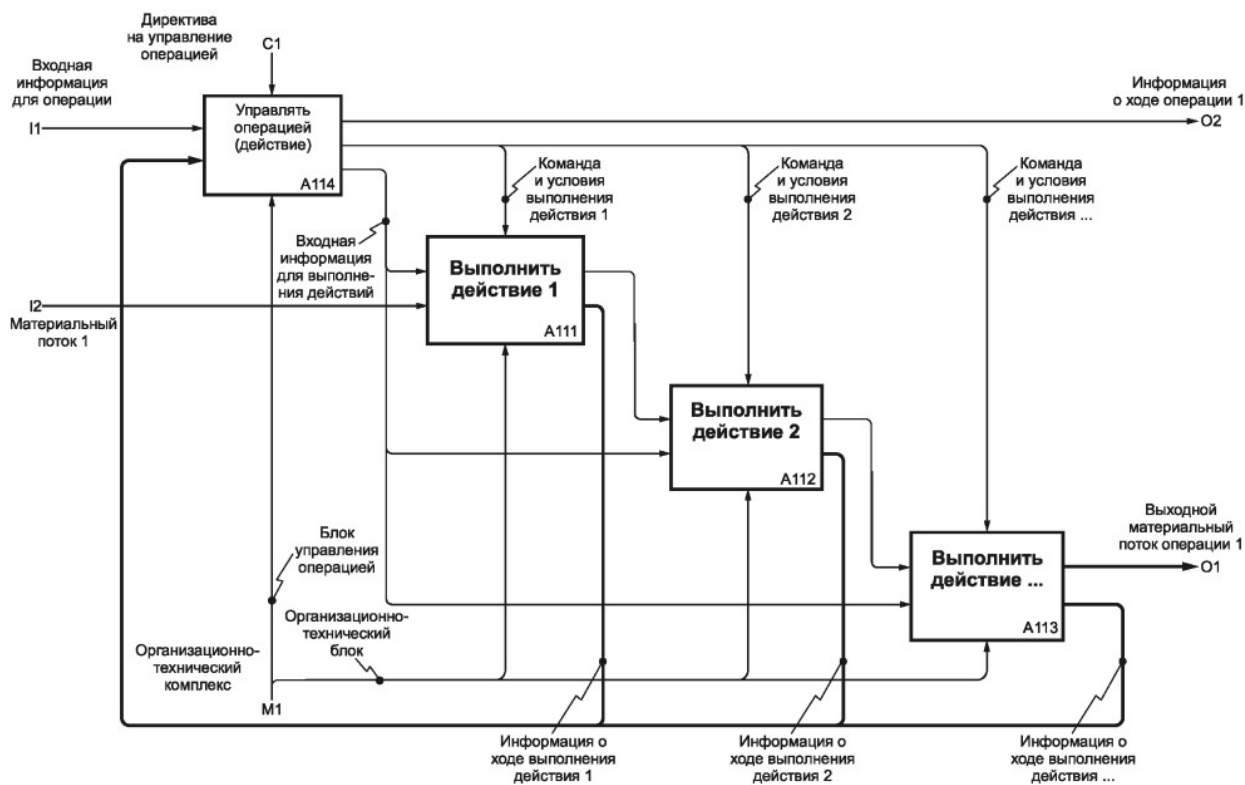 Директива
на управление
операцией
C1
Входная
информация
для операции
I1
Информация
о ходе операции 1
O2
Управлять
операцией
(действие)
A114
Команда
и условия
выполнения
действия 1
Команда
и условия
выполнения
действия 2
Команда
и условия
выполнения
действия ...
Входная
информация
для выполне-
ния действий
Выполнить
действие 1
A111
I2
Материальный
поток 1
Выполнить
действие 2
A112
Блок
управления
операцией
Выходной
материальный
поток операции 1
O1
Выполнить
действие ...
A113
Организационно-
технический
блок
Организационно-
технический
комплекс
M1
Информация о
ходе выполнения
действия 1
Информация о
ходе выполнения
действия 2
Информация о
ходе выполнения
действия ...